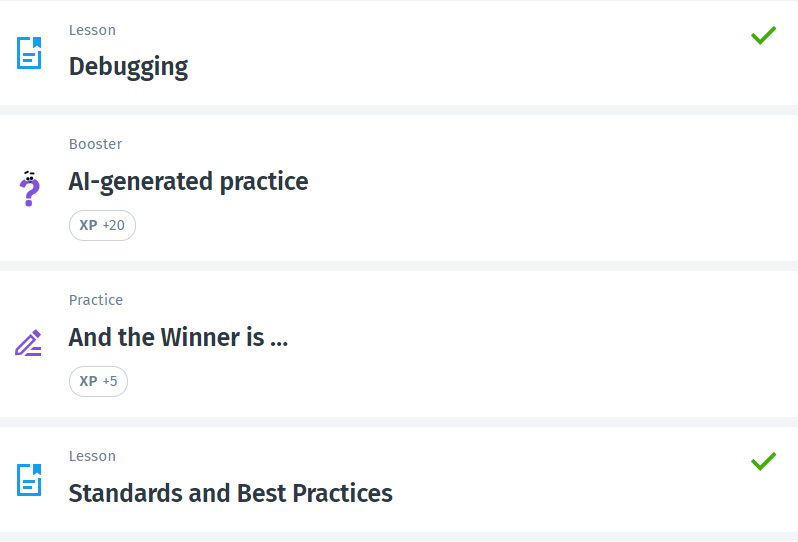 Lesson
Debugging
Booster
AI-generated practice
XP +20
Practice
And the Winner is ...
XP +5
Lesson
Standards and Best Practices